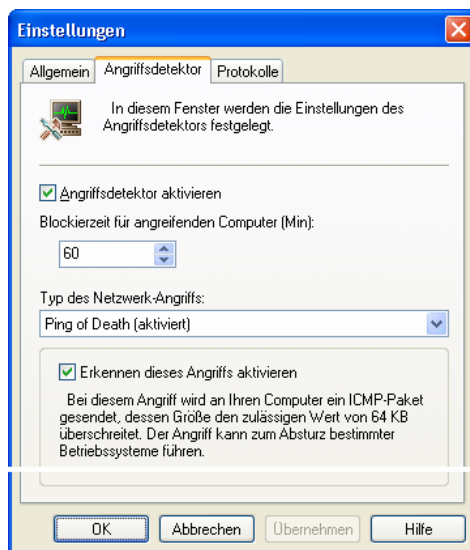 Einstellungen
Allgemein Angriffsdetektor Protokolle
In diesem Fenster werden die Einstellungen des
Angriffsdetektors festgelegt.
Angriffsdetektor aktivieren
Blockierzeit für angreifenden Computer (Min):
60
Typ des Netzwerk-Angriffs:
Ping of Death (aktiviert)
Erkennen dieses Angriffs aktivieren
Bei diesem Angriff wird an Ihren Computer ein ICMP-Paket
gesendet, dessen Größe den zulässigen Wert von 64 KB
überschreitet. Der Angriff kann zum Absturz bestimmter
Betriebssysteme führen.
OK Abbrechen Übernehmen Hilfe